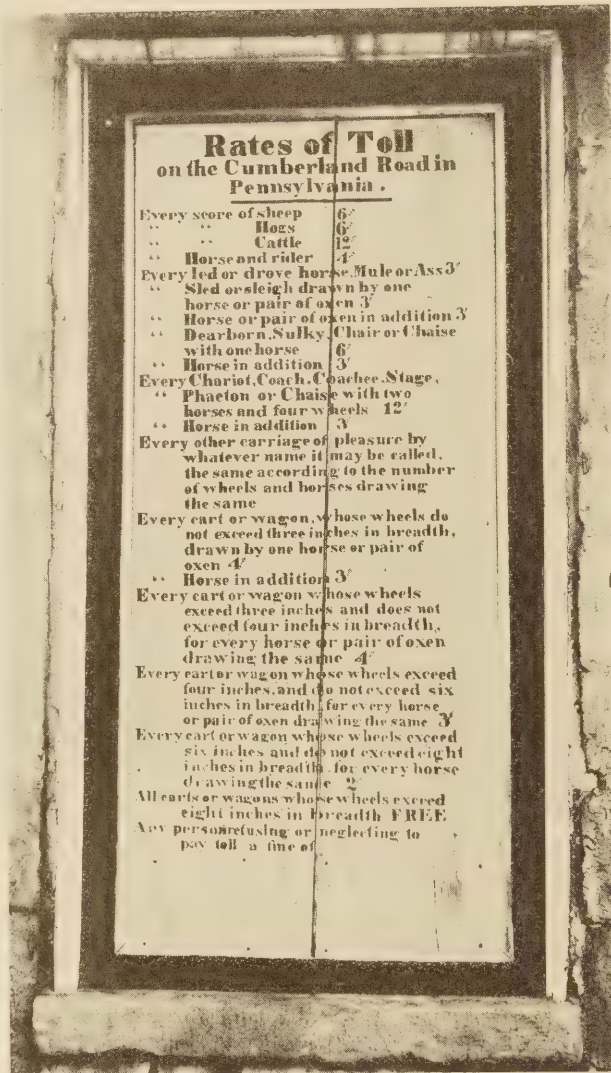 Rates of Toll
on the Cumberland Road in
Pennsylvania.
Every score of sheep 6'
" " Hogs 6'
" " Cattle 12'
" Horse and rider 4'
Every led or drove horse, Mule or Ass 3'
" Sled or sleigh drawn by one
horse or pair of oxen 3'
" Horse or pair of oxen in addition 3'
" Dearborn, Sulky, Chair or Chaise
with one horse 6'
" Horse in addition 3'
Every Chariot, Coach, Coachee, Stage,
" Phaeton or Chaise with two
horses and four wheels 12'
" Horse in addition 3'
Every other carriage of pleasure by
whatever name it may be called,
the same according to the number
of wheels and horses drawing
the same
Every cart or wagon, whose wheels do
not exceed three inches in breadth,
drawn by one horse or pair of
oxen 4'
" Horse in addition 3'
Every cart or wagon whose wheels
exceed three inches and does not
exceed four inches in breadth,
for every horse or pair of oxen
drawing the same 4'
Every cart or wagon whose wheels exceed
four inches, and do not exceed six
inches in breadth, for every horse
or pair of oxen drawing the same 3'
Every cart or wagon whose wheels exceed
six inches and do not exceed eight
inches in breadth, for every horse
drawing the same 2'
All carts or wagons whose wheels exceed
eight inches in breadth FREE
Any person refusing or neglecting to
pay toll a fine of